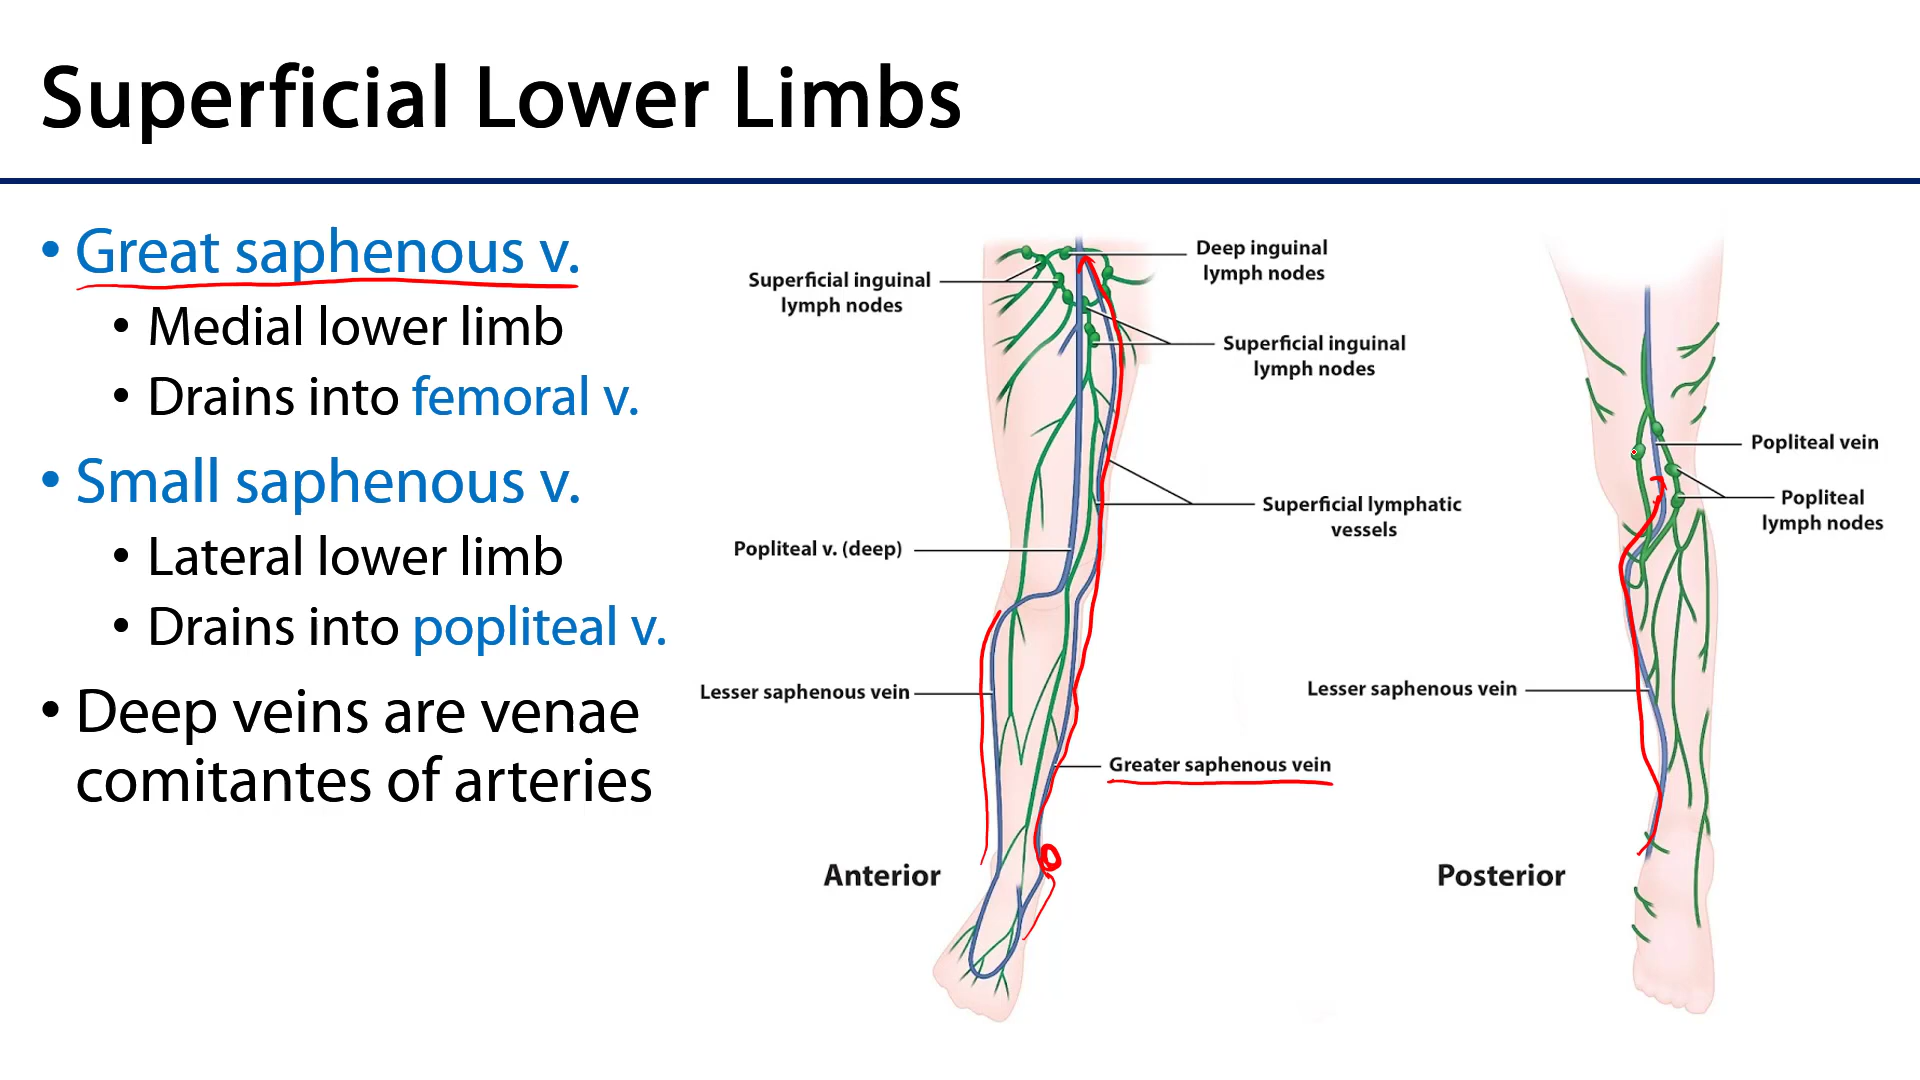 Superficial Lower Limbs
• Great saphenous v.
• Medial lower limb
• Drains into femoral v.
• Small saphenous v.
• Lateral lower limb
• Drains into popliteal v.
• Deep veins are venae
comitantes of arteries
Superficial inguinal
lymph nodes
Deep inguinal
lymph nodes
Superficial inguinal
lymph nodes
Superficial lymphatic
vessels
Popliteal v. (deep)
Lesser saphenous vein
Greater saphenous vein
Anterior
Popliteal vein
Popliteal
lymph nodes
Lesser saphenous vein
Posterior